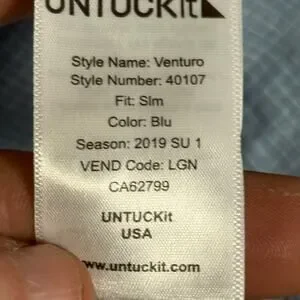 UNTUCKit
Style Name: Venturo
Style Number: 40107
Fit: Slm
Color: Blu
Season: 2019 SU 1
VEND Code: LGN
CA62799
UNTUCKit
USA
www.untuckit.com